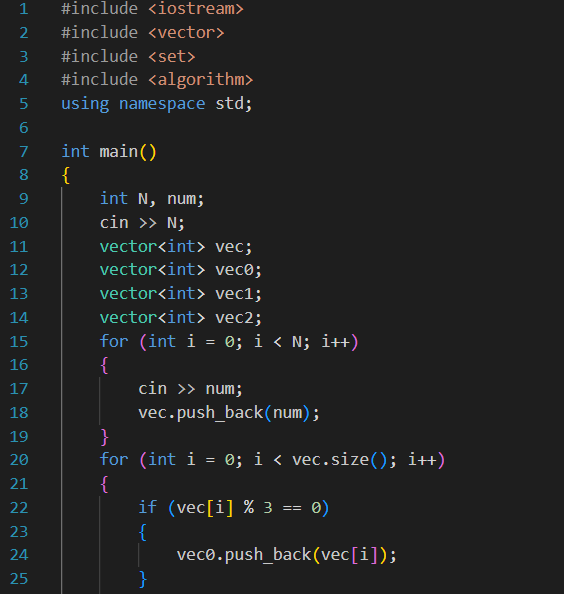 1 #include <iostream>
2 #include <vector>
3 #include <set>
4 #include <algorithm>
5 using namespace std;
6
7 int main()
8 {
9 int N, num;
10 cin >> N;
11 vector<int> vec;
12 vector<int> vec0;
13 vector<int> vec1;
14 vector<int> vec2;
15 for (int i = 0; i < N; i++)
16 {
17 cin >> num;
18 vec.push_back(num);
19 }
20 for (int i = 0; i < vec.size(); i++)
21 {
22 if (vec[i] % 3 == 0)
23 {
24 vec0.push_back(vec[i]);
25 }